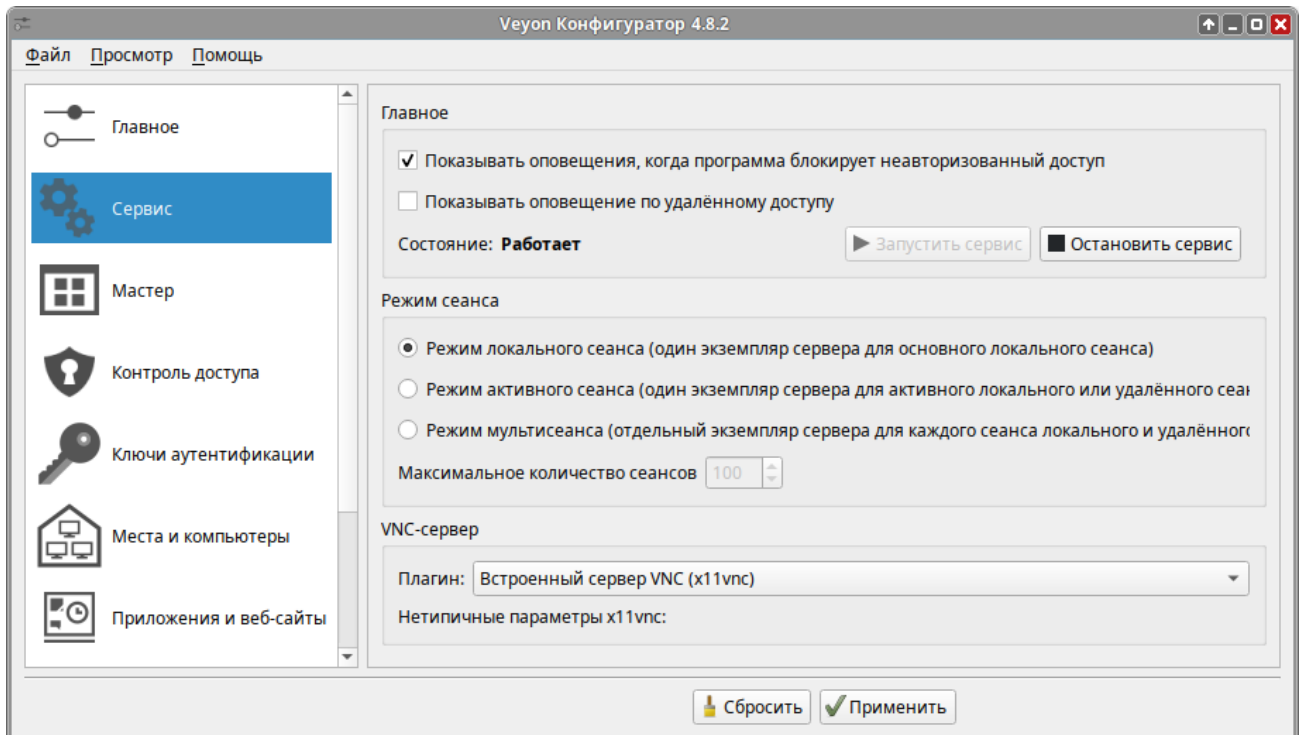 Veyon Конфигуратор 4.8.2
Файл Просмотр Помощь
Главное
Сервис
Мастер
Контроль доступа
Ключи аутентификации
Места и компьютеры
Приложения и веб-сайты
Главное
Показывать оповещения, когда программа блокирует неавторизованный доступ
Показывать оповещение по удалённому доступу
Состояние: Работает Запустить сервис Остановить сервис
Режим сеанса
Режим локального сеанса (один экземпляр сервера для основного локального сеанса)
Режим активного сеанса (один экземпляр сервера для активного локального или удалённого
Режим мультисеанса (отдельный экземпляр сервера для каждого сеанса локального и
Максимальное количество сеансов 100
VNC-сервер
Плагин: Встроенный сервер VNC (x11vnc)
Нетипичные параметры x11vnc:
Сбросить Применить